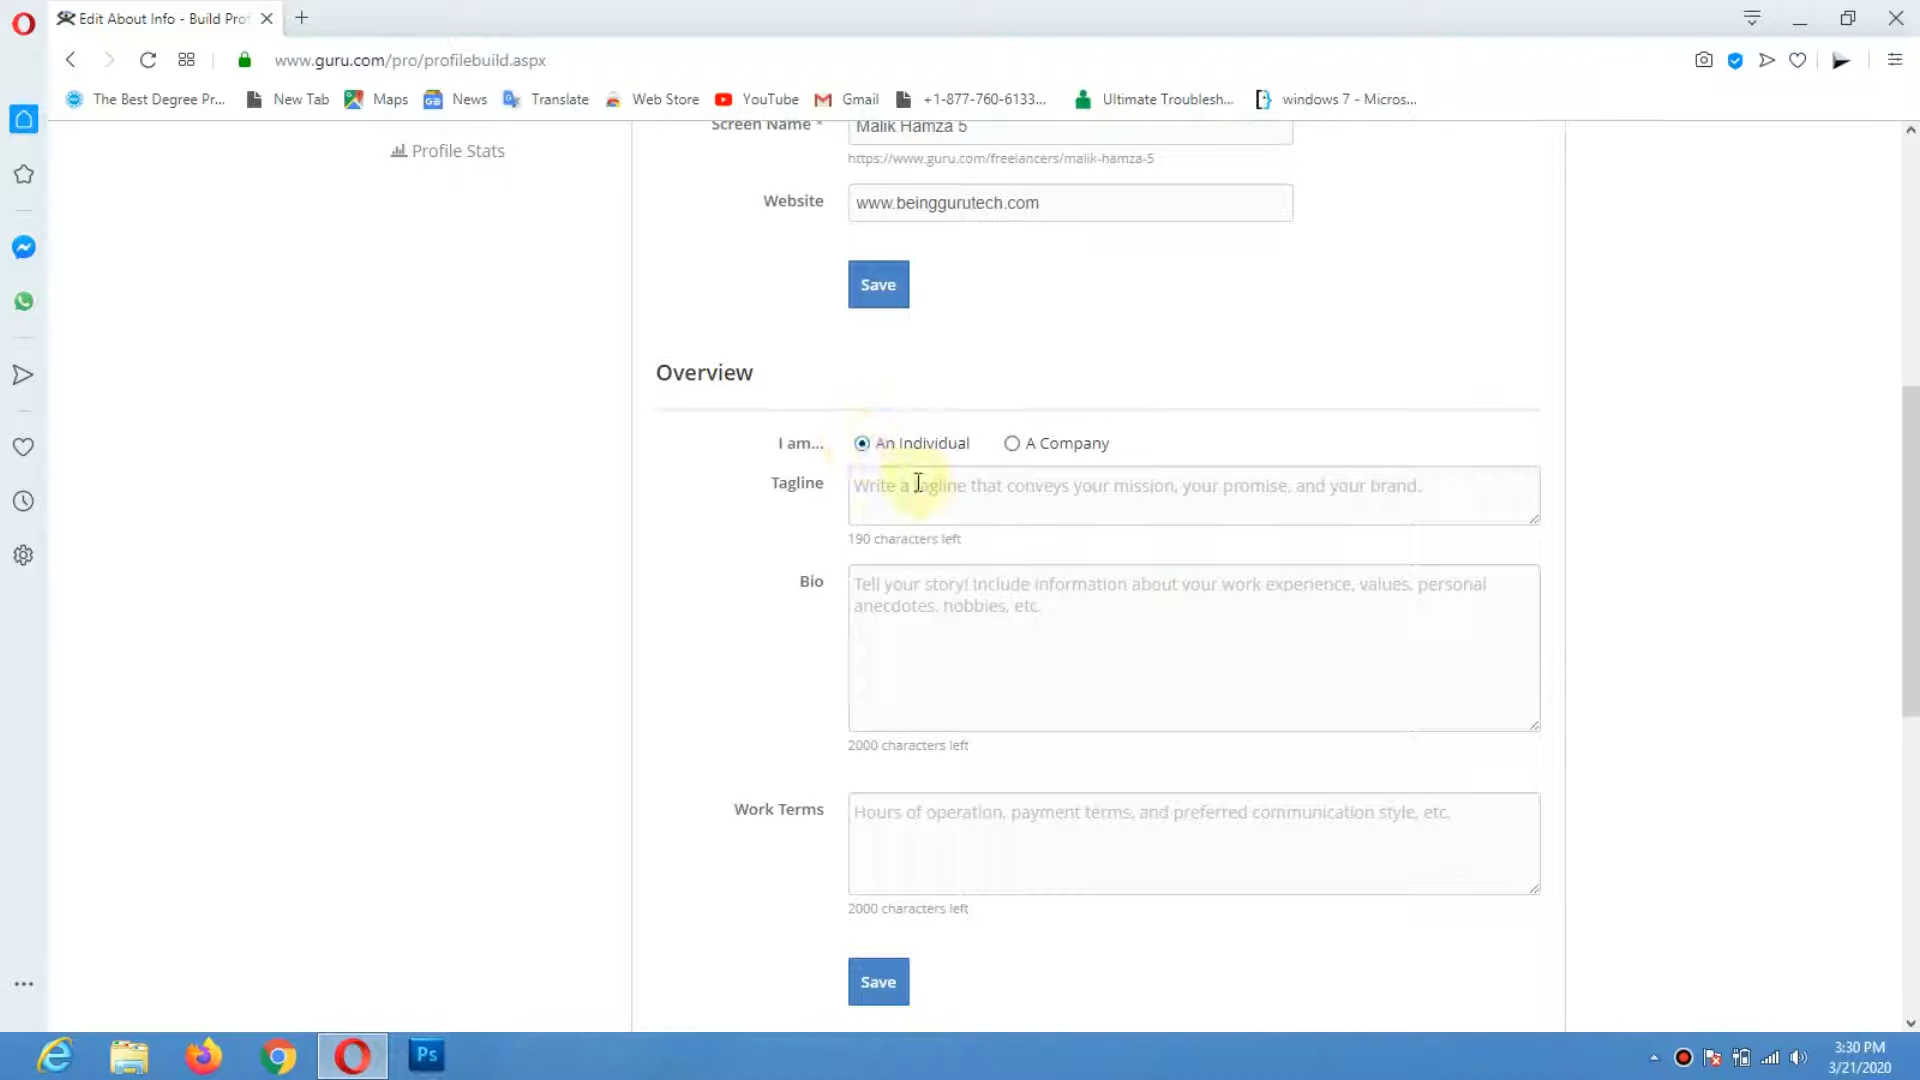 Edit About Info - Build Pro
www.guru.com/pro/profilebuild.aspx
The Best Degree Pr... New Tab Maps News Translate Web Store YouTube Gmail +1-877-760-6133... Ultimate Troublesh... windows 7 - Micros...
Screen Name * Malik Hamza 5
Profile Stats
https://www.guru.com/freelancers/malik-hamza-5
Website www.beinggurutech.com
Save
Overview
I am... An Individual A Company
Tagline Write a tagline that conveys your mission, your promise, and your brand.
190 characters left
Bio Tell your story! Include information about your work experience, values, personal
anecdotes, hobbies, etc.
2000 characters left
Work Terms Hours of operation, payment terms, and preferred communication style, etc.
2000 characters left
Save
Ps
3:30 PM
3/21/2020